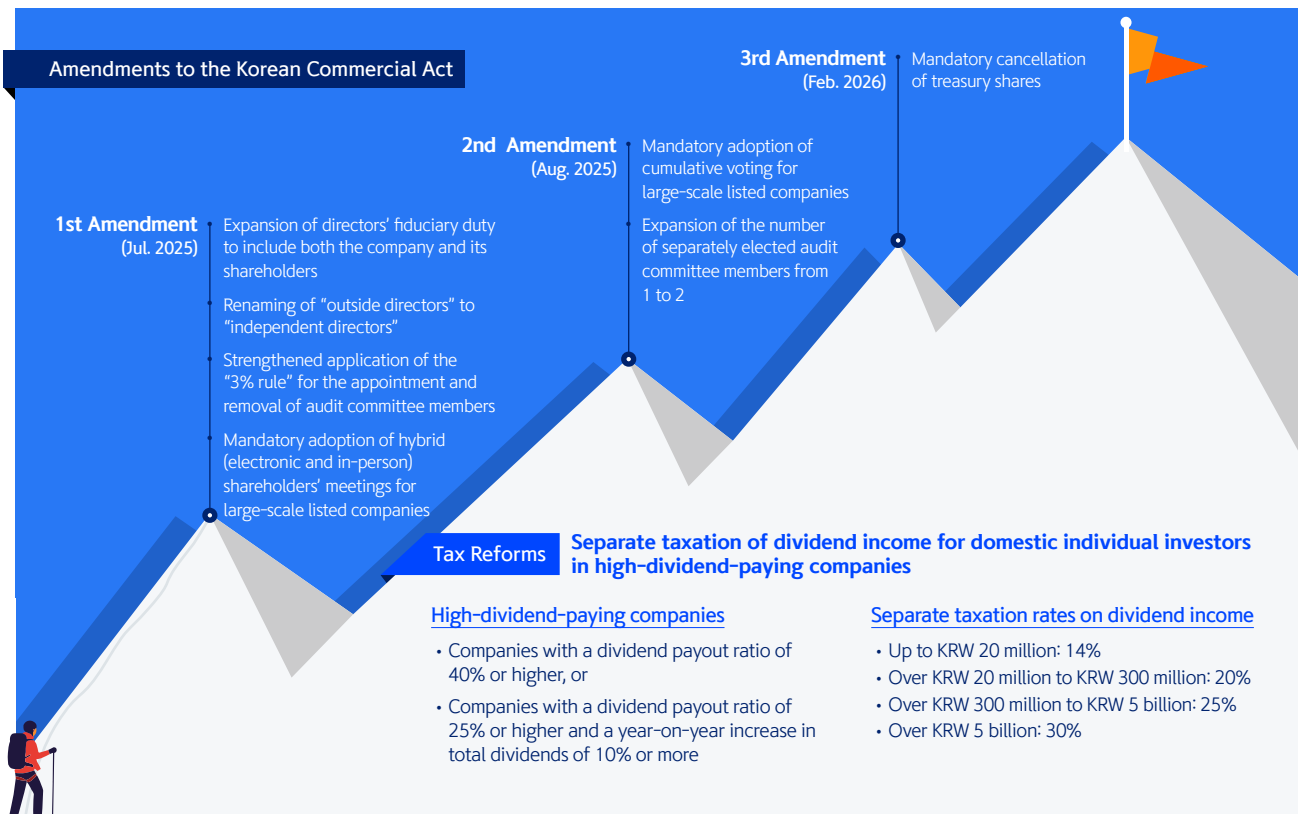 Amendments to the Korean Commercial Act
1st Amendment
(Jul. 2025)
Expansion of directors' fiduciary duty
to include both the company and its
shareholders
Renaming of "outside directors" to
"independent directors"
Strengthened application of the
"3% rule" for the appointment and
removal of audit committee members
Mandatory adoption of hybrid
(electronic and in-person)
shareholders' meetings for
large-scale listed companies
2nd Amendment
(Aug. 2025)
Mandatory adoption of
cumulative voting for
large-scale listed companies
Expansion of the number
of separately elected audit
committee members from
1 to 2
3rd Amendment
(Feb. 2026)
Mandatory cancellation
of treasury shares
Tax Reforms
Separate taxation of dividend income for domestic individual investors
in high-dividend-paying companies
High-dividend-paying companies
• Companies with a dividend payout ratio of
40% or higher, or
• Companies with a dividend payout ratio of
25% or higher and a year-on-year increase in
total dividends of 10% or more
Separate taxation rates on dividend income
• Up to KRW 20 million: 14%
• Over KRW 20 million to KRW 300 million: 20%
• Over KRW 300 million to KRW 5 billion: 25%
• Over KRW 5 billion: 30%